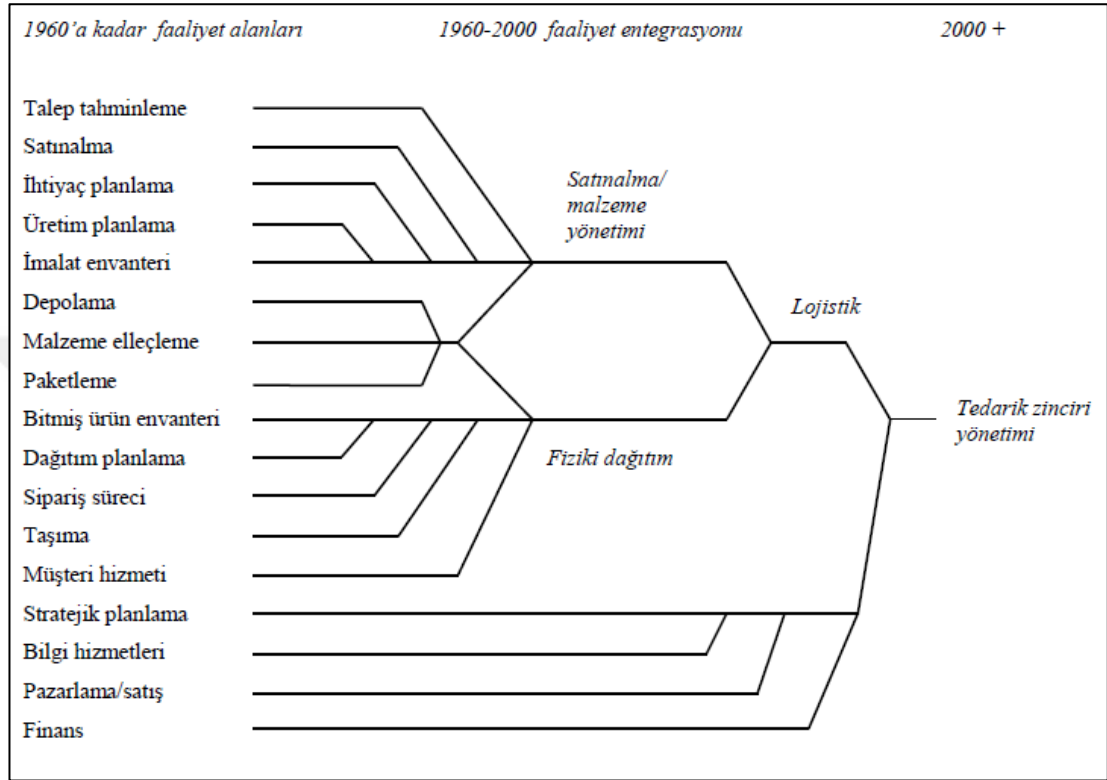 1960’a kadar faaliyet alanları
1960-2000 faaliyet entegrasyonu
2000 +
Talep tahminleme
Satınalma
İhtiyaç planlama
Üretim planlama
İmalat envanteri
Depolama
Malzeme elleçleme
Paketleme
Bitmiş ürün envanteri
Dağıtım planlama
Sipariş süreci
Taşıma
Müşteri hizmeti
Stratejik planlama
Bilgi hizmetleri
Pazarlama/satış
Finans
Satınalma/
malzeme
yönetimi
Fiziki dağıtım
Lojistik
Tedarik zinciri
yönetimi